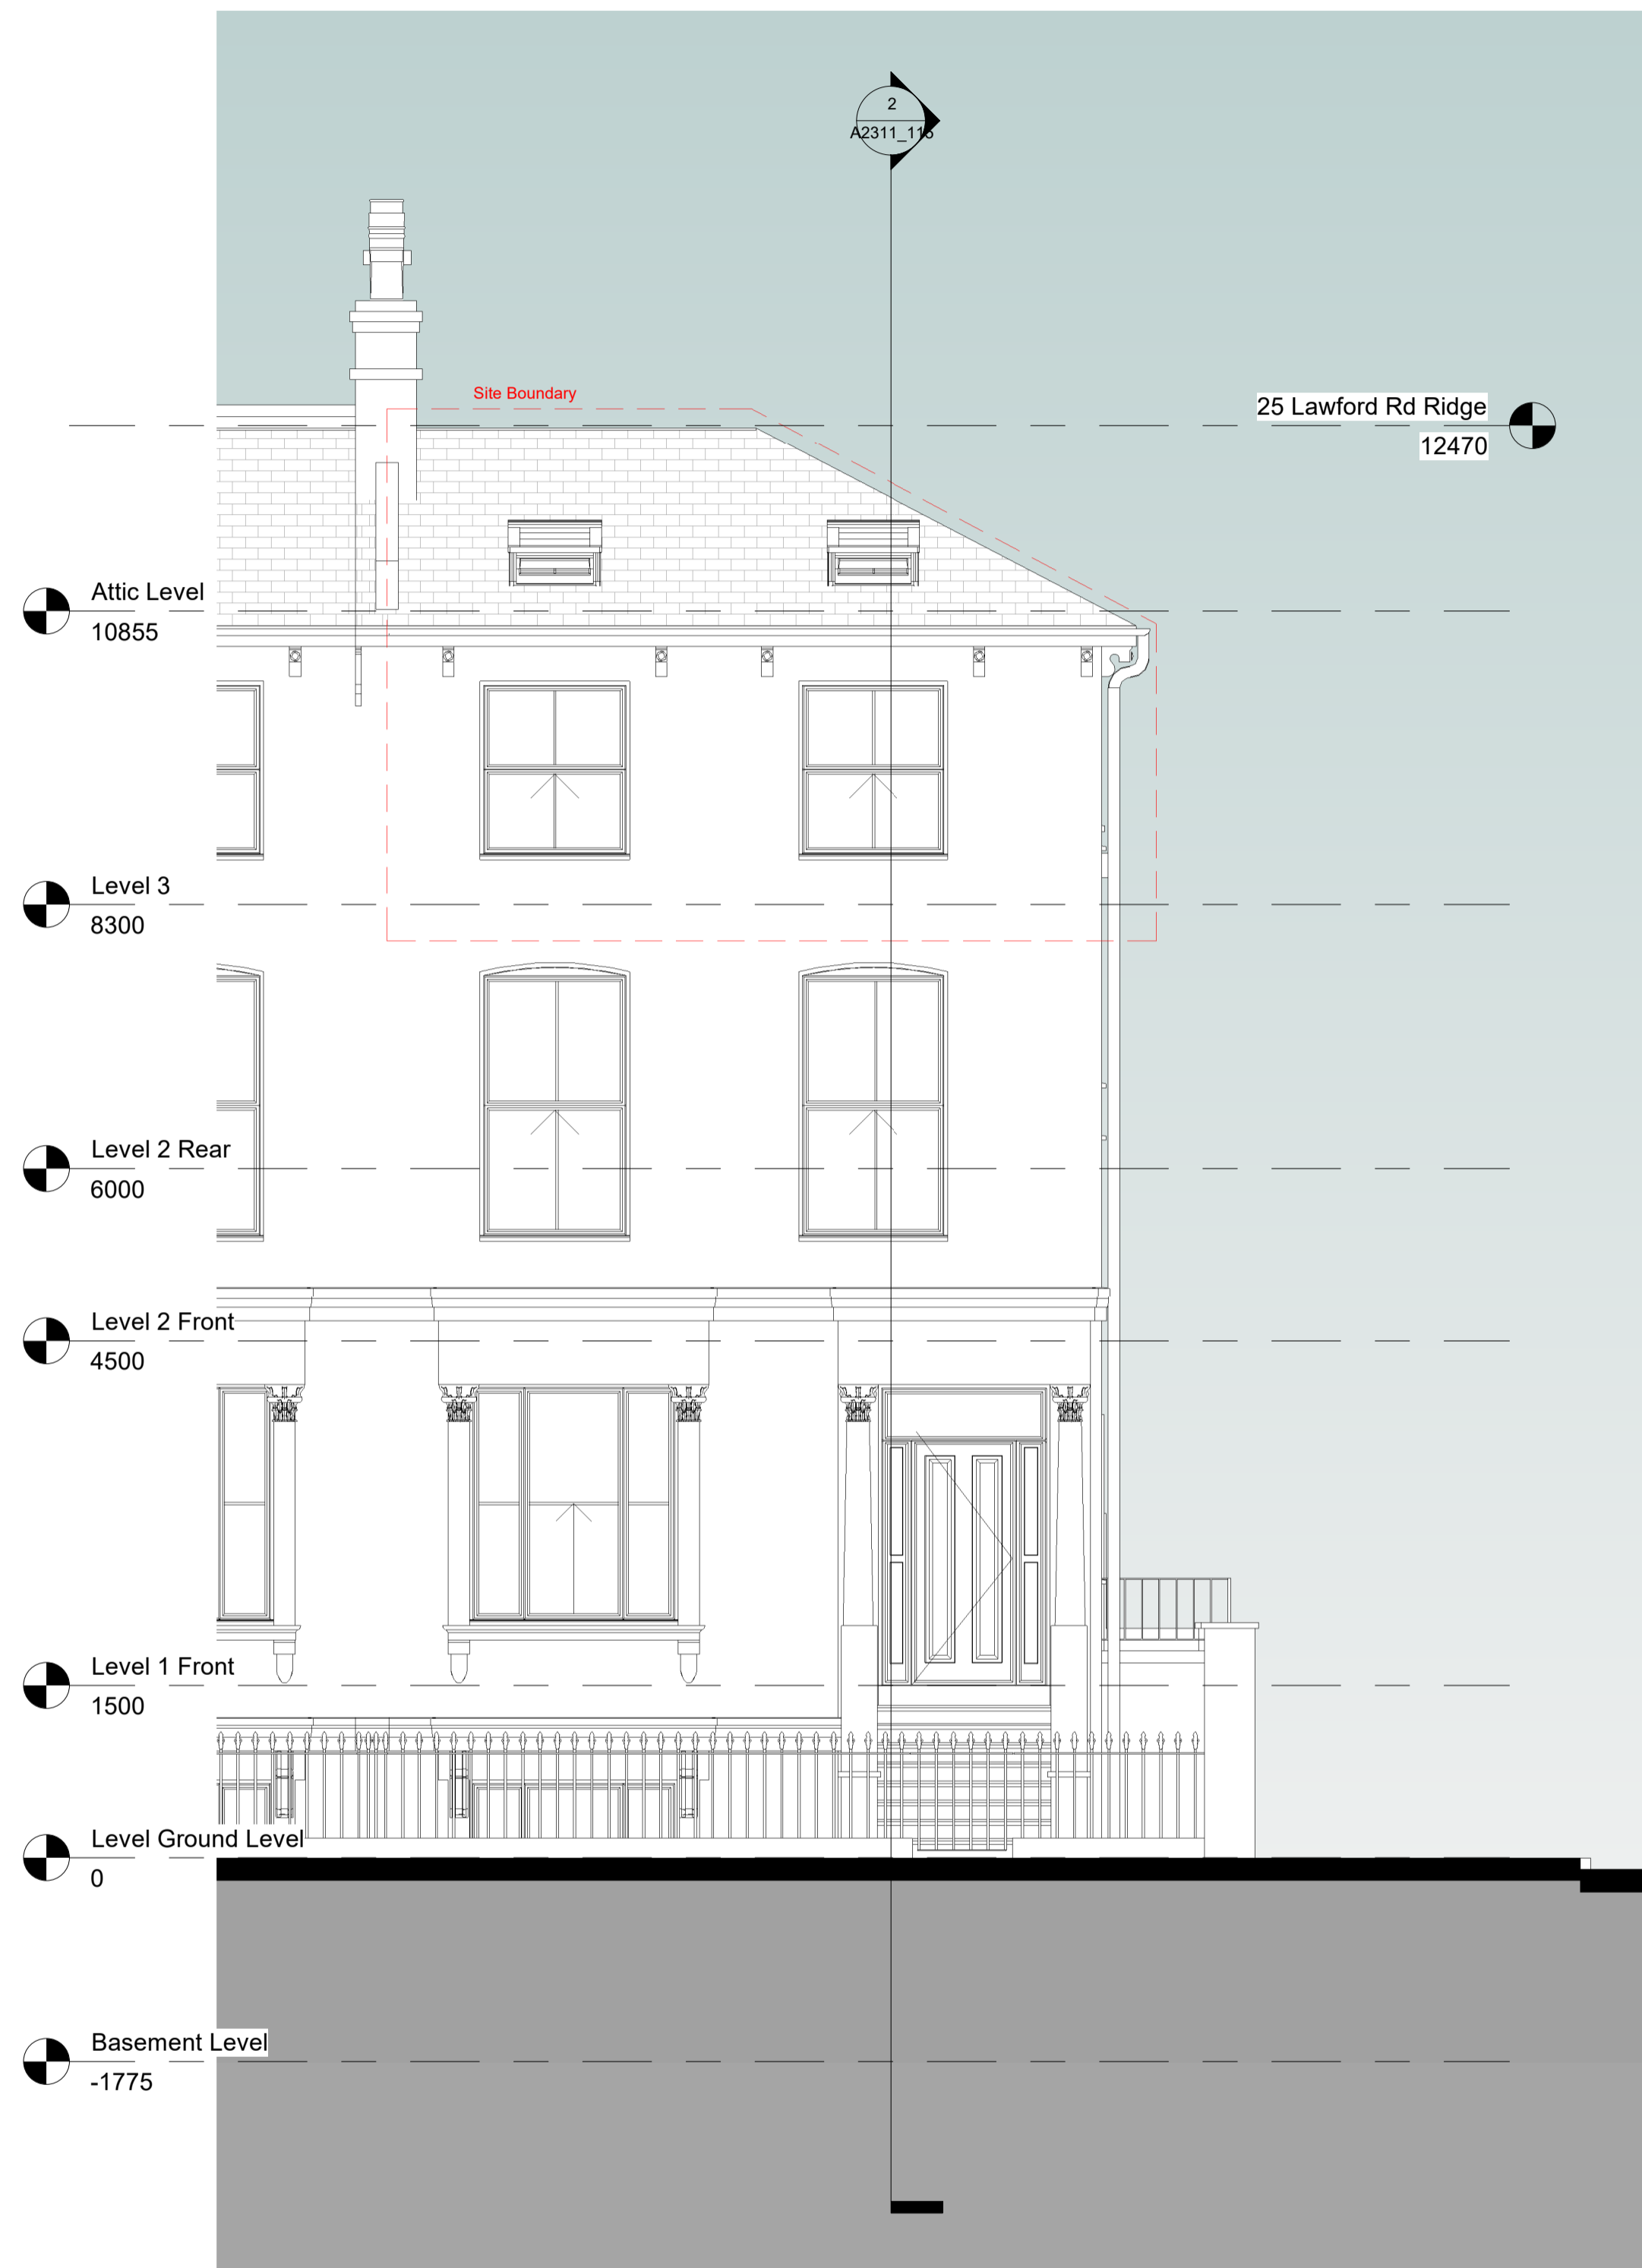 2
A2311_115
Site Boundary
25 Lawford Rd Ridge
12470
Attic Level
10855
Level 3
8300
Level 2 Rear
6000
Level 2 Front
4500
Level 1 Front
1500
Level Ground Level
0
Basement Level
-1775